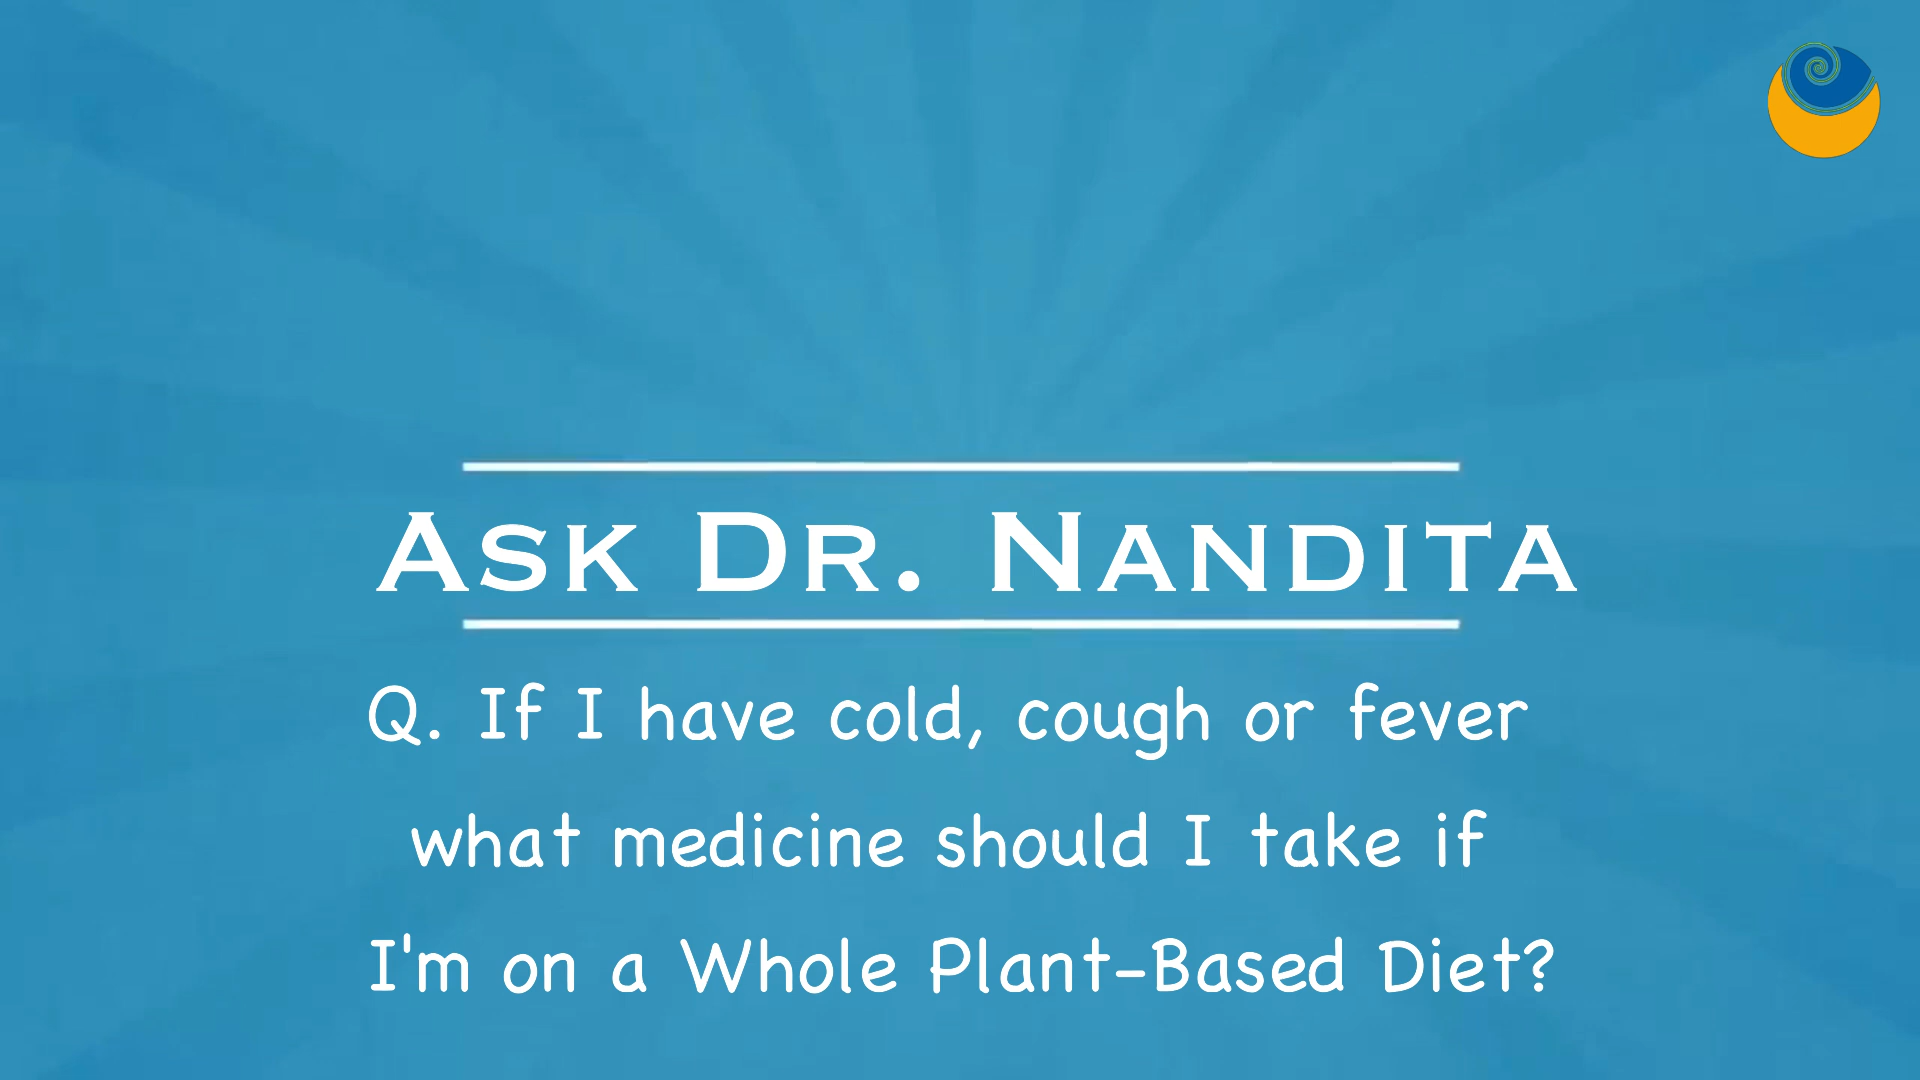 Ask Dr. Nandita
Q. If I have cold, cough or fever
what medicine should I take if
I'm on a Whole Plant-Based Diet?